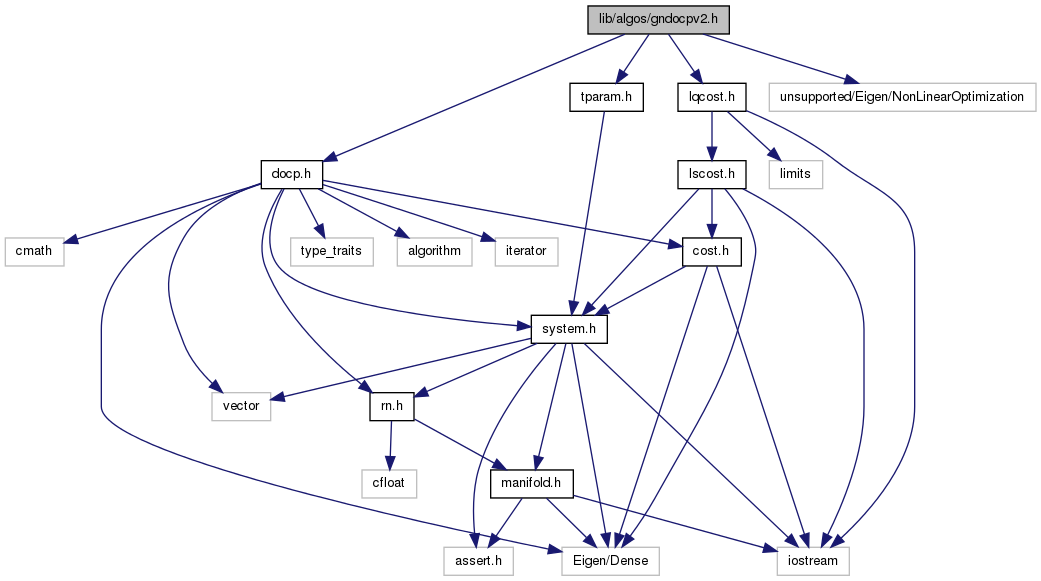 lib/algos/gndocpv2.h
tparam.h
lqcost.h
unsupported/Eigen/NonLinearOptimization
docp.h
lscost.h
limits
cmath
type_traits
algorithm
iterator
cost.h
system.h
vector
rn.h
cfloat
manifold.h
assert.h
Eigen/Dense
iostream